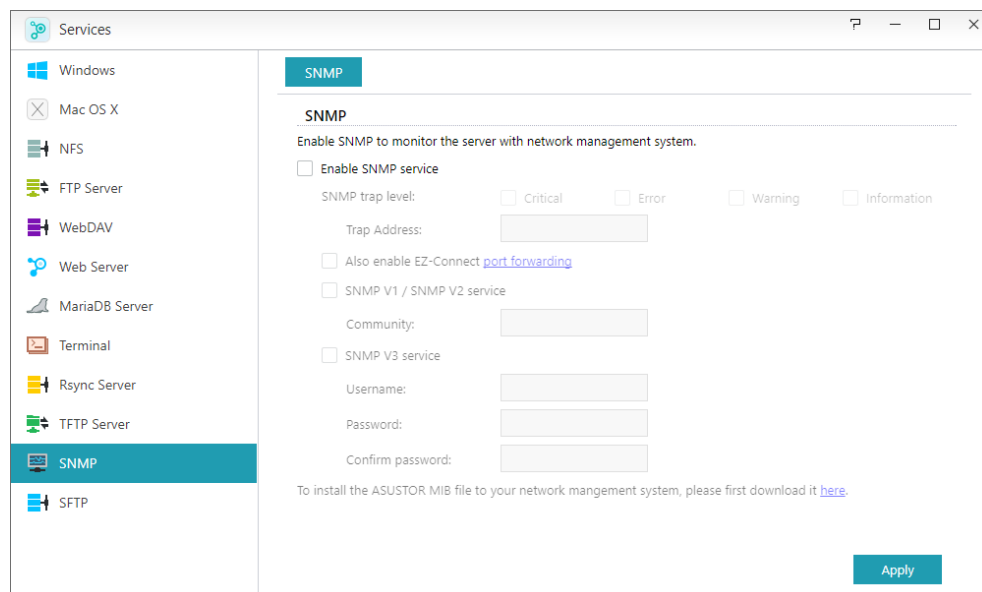 Services
Windows
Mac OS X
NFS
FTP Server
WebDAV
Web Server
MariaDB Server
Terminal
Rsync Server
TFTP Server
SNMP
SFTP
SNMP
SNMP
Enable SNMP to monitor the server with network management system.
Enable SNMP service
SNMP trap level: Critical Error Warning Information
Trap Address:
Also enable EZ-Connect port forwarding
SNMP V1 / SNMP V2 service
Community:
SNMP V3 service
Username:
Password:
Confirm password:
To install the ASUSTOR MIB file to your network mangement system, please first download it here.
Apply